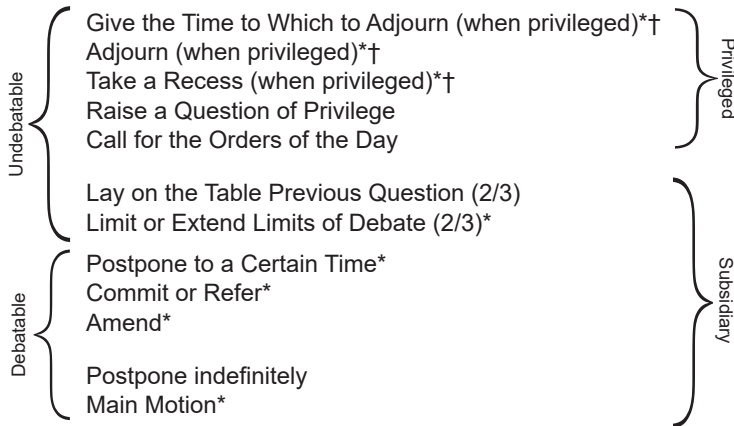 Undebatable
Give the Time to Which to Adjourn (when privileged)*†
Adjourn (when privileged)*†
Take a Recess (when privileged)*†
Raise a Question of Privilege
Call for the Orders of the Day
Privileged
Lay on the Table Previous Question (2/3)
Limit or Extend Limits of Debate (2/3)*
Debatable
Postpone to a Certain Time*
Commit or Refer*
Amend*
Postpone indefinitely
Main Motion*
Subsidiary